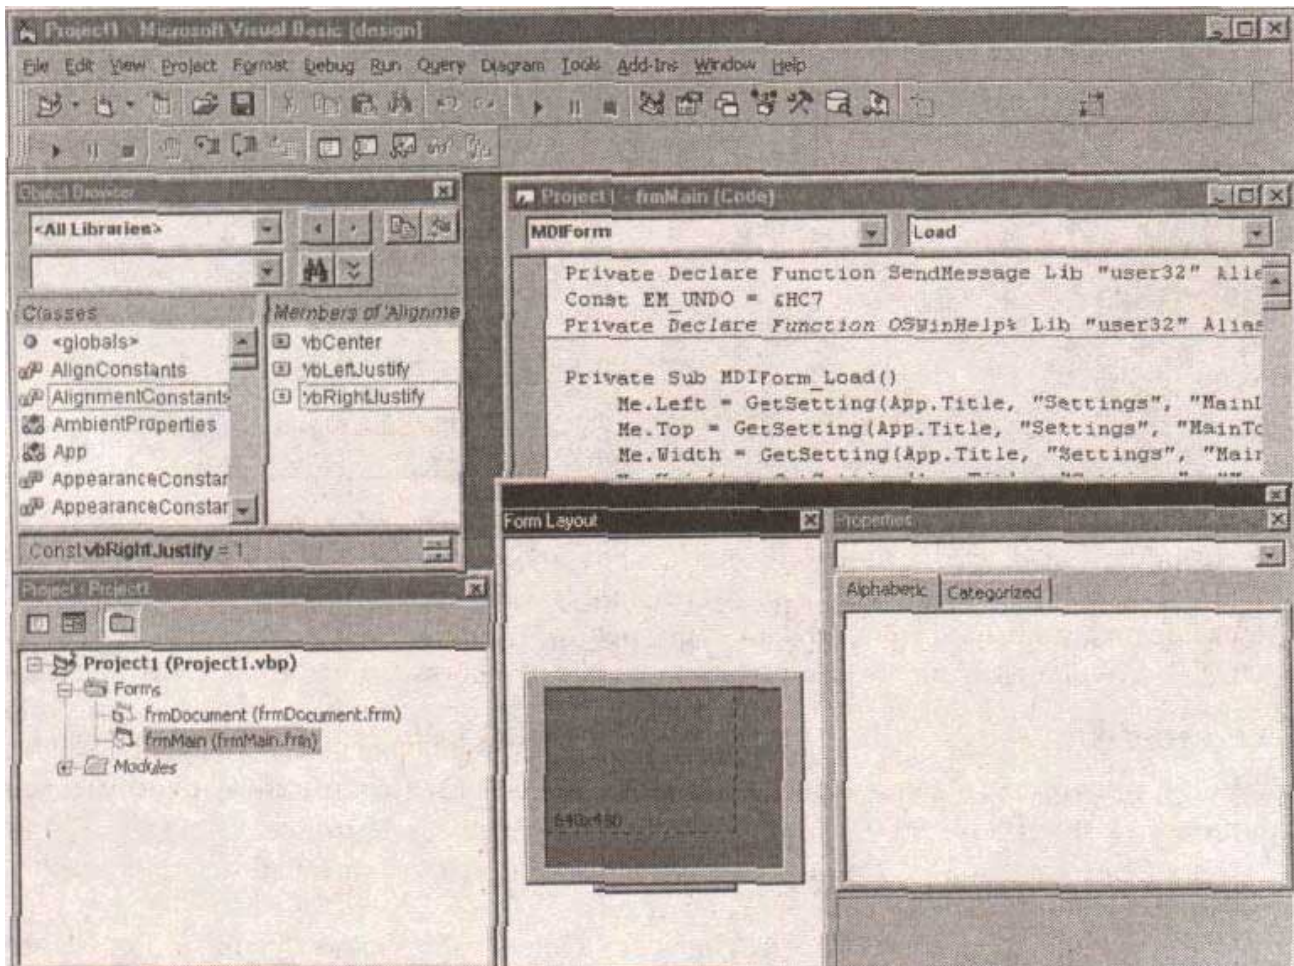 Project1 - Microsoft Visual Basic [design]
File Edit View Project Format Debug Run Query Diagram Tools Add-Ins Window Help
Object Browser
<All Libraries>
Classes
<globals>
AlignConstants
AlignmentConstants
AmbientProperties
App
AppearanceConstar
AppearanceConstar
Members of 'Alignme
vbCenter
vbLeftJustify
vbRightJustify
Const vbRightJustify = 1
Project1 - frmMain (Code)
MDIForm
Load
Private Declare Function SendMessage Lib "user32" Alia
Const EM_UNDO = &HC7
Private Declare Function OSWinHelp% Lib "user32" Alias
Private Sub MDIForm_Load()
Me.Left = GetSetting(App.Title, "Settings", "MainL
Me.Top = GetSetting(App.Title, "Settings", "MainTo
Me.Width = GetSetting(App.Title, "Settings", "Main
Project - Project1
Project1 (Project1.vbp)
Forms
frmDocument (frmDocument.frm)
frmMain (frmMain.frm)
Modules
Form Layout
640x480
Properties
Alphabetic
Categorized